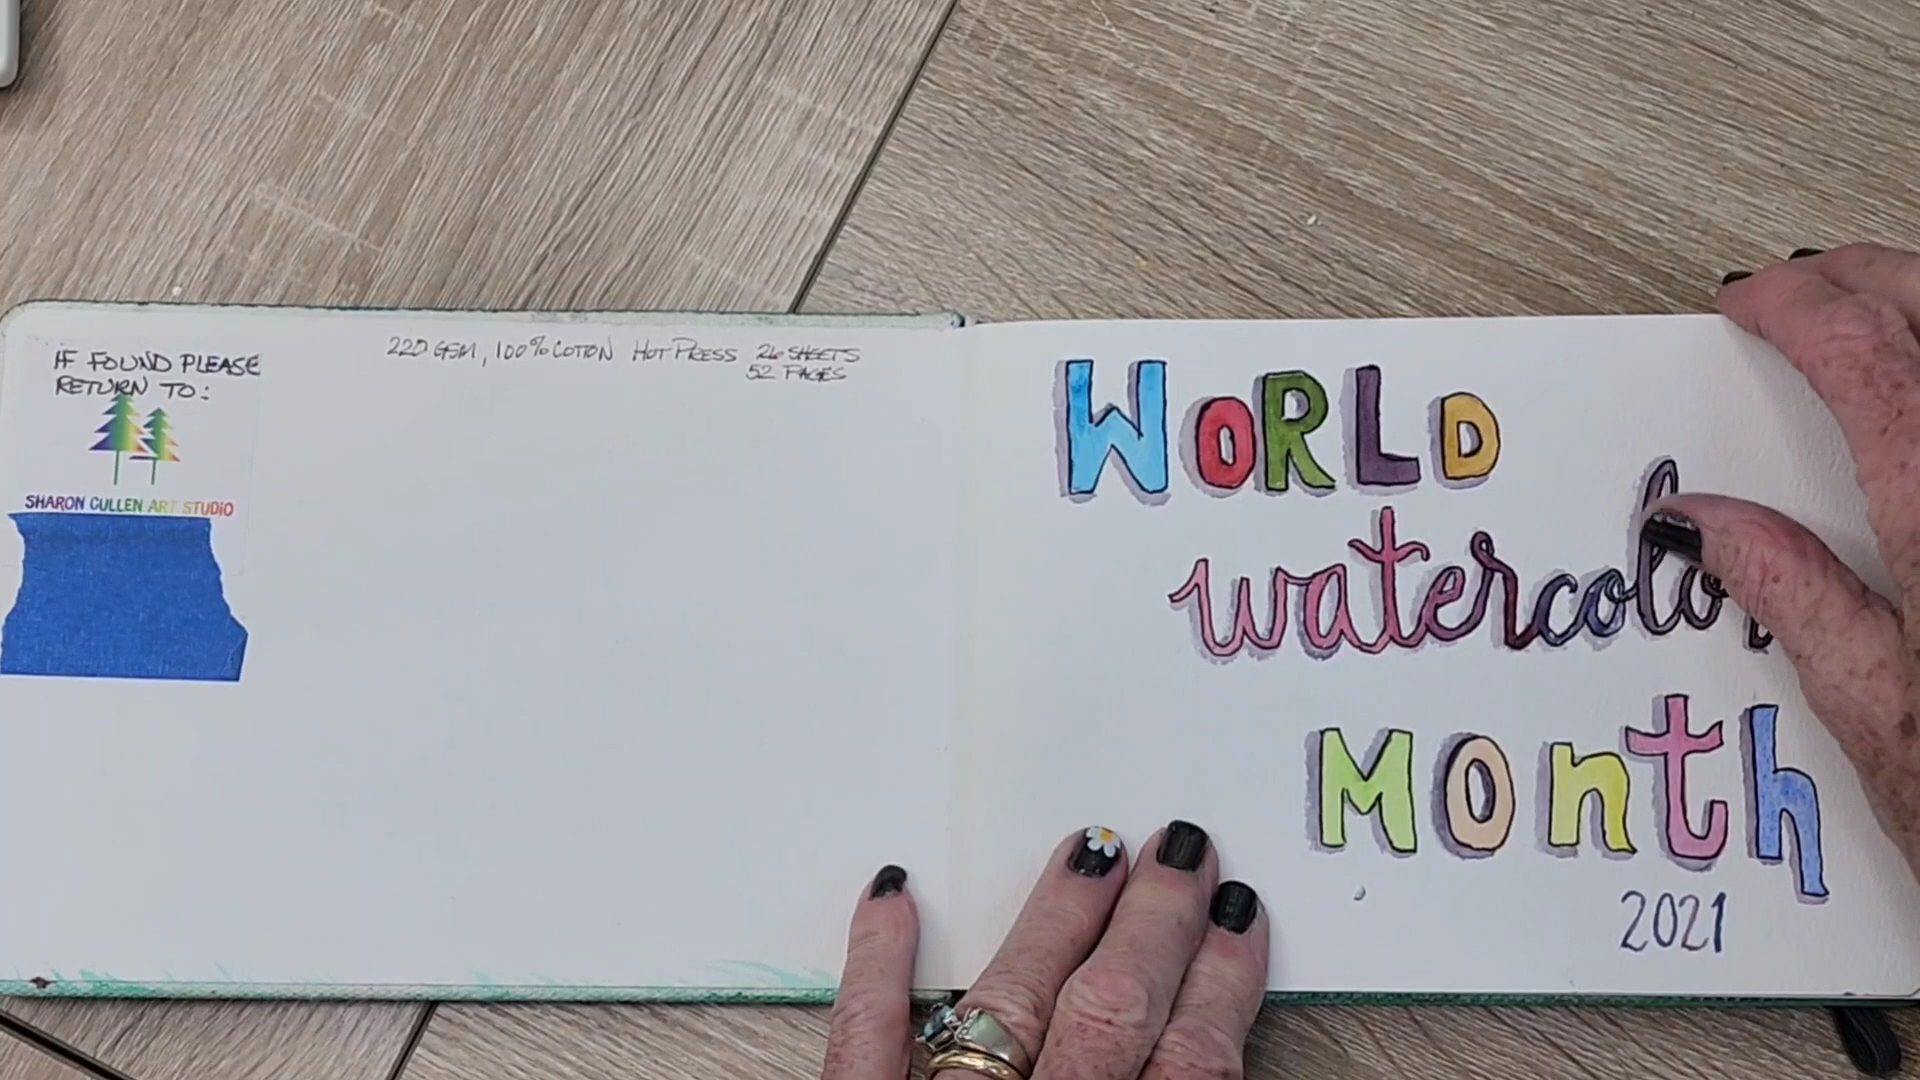 IF FOUND PLEASE
RETURN TO:
SHARON CULLEN ART STUDIO
220 GSM, 100% COTTON HOT PRESS 26 SHEETS
52 PAGES
WORLD
watercolor
MOnth
2021